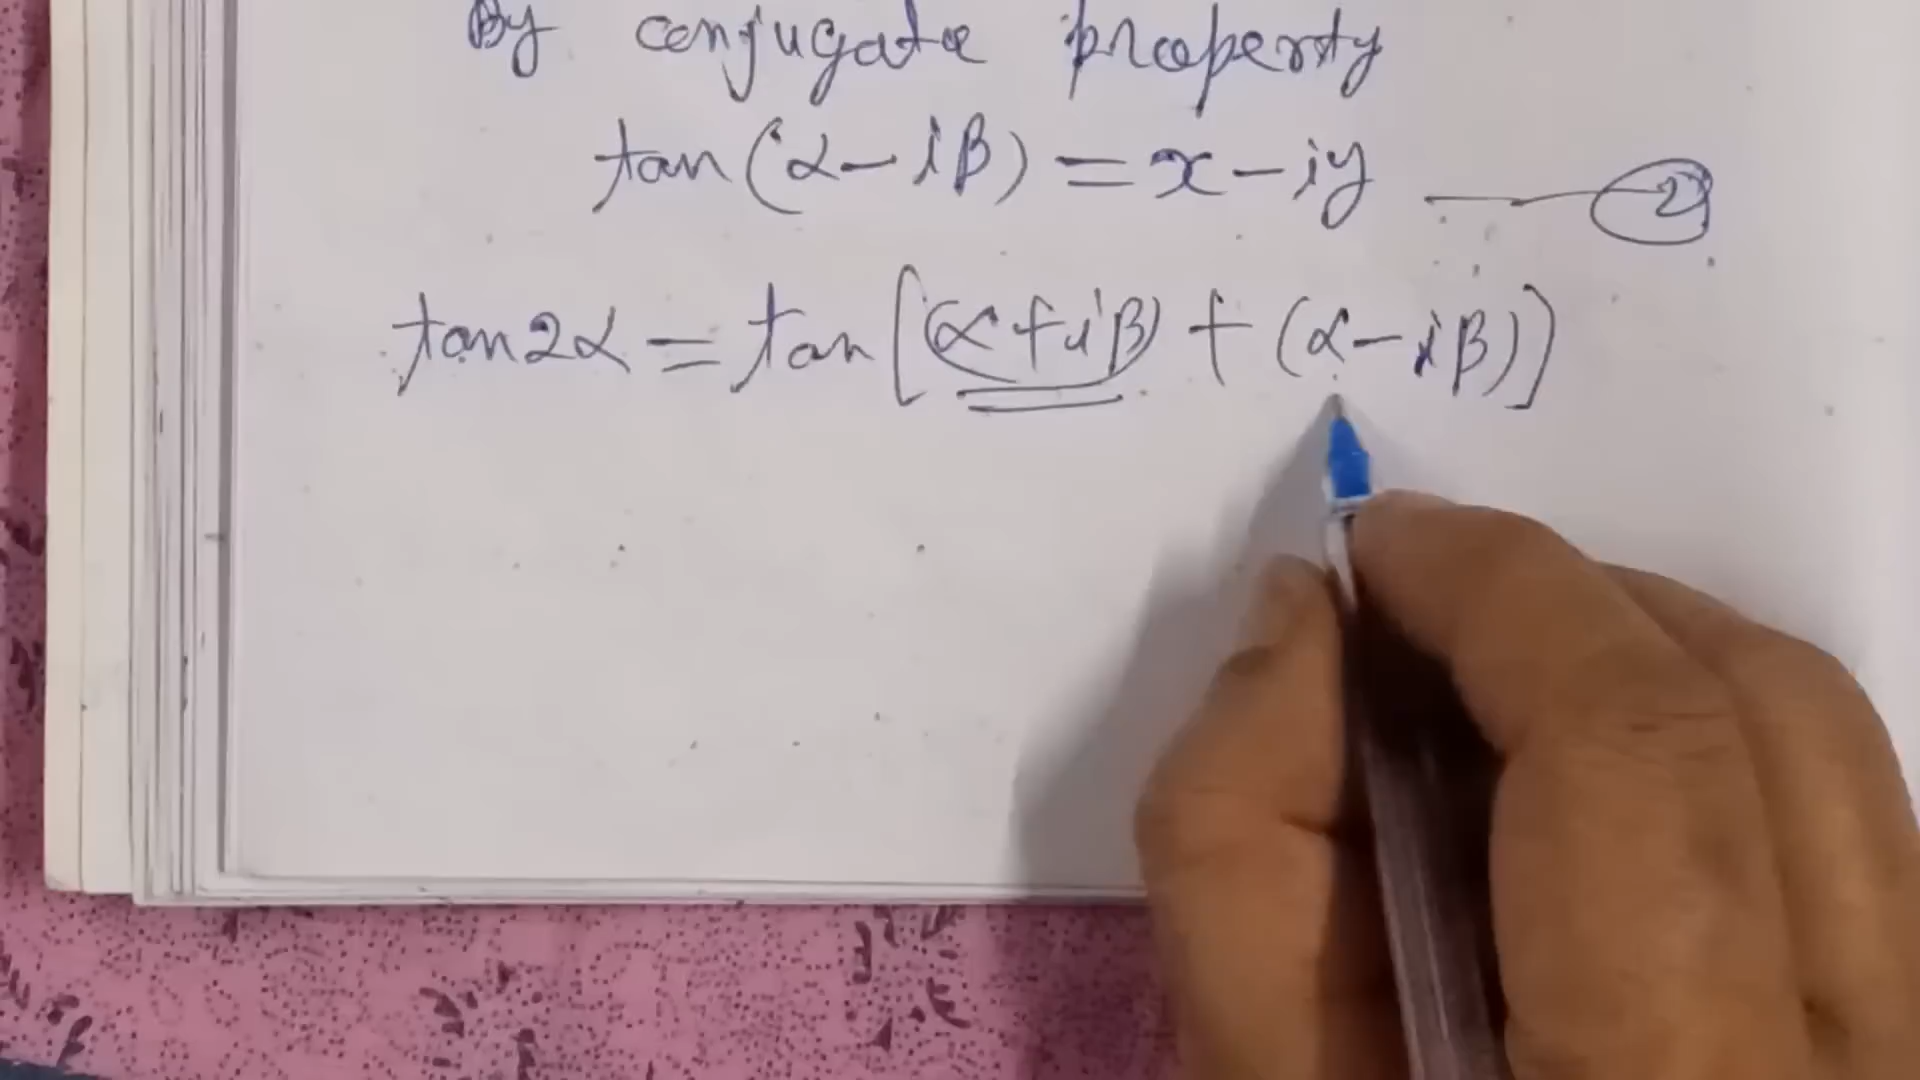 By conjugate property
tan(α-iβ) = x-iy — 2
tan2α = tan[(α+iβ) + (α-iβ)]